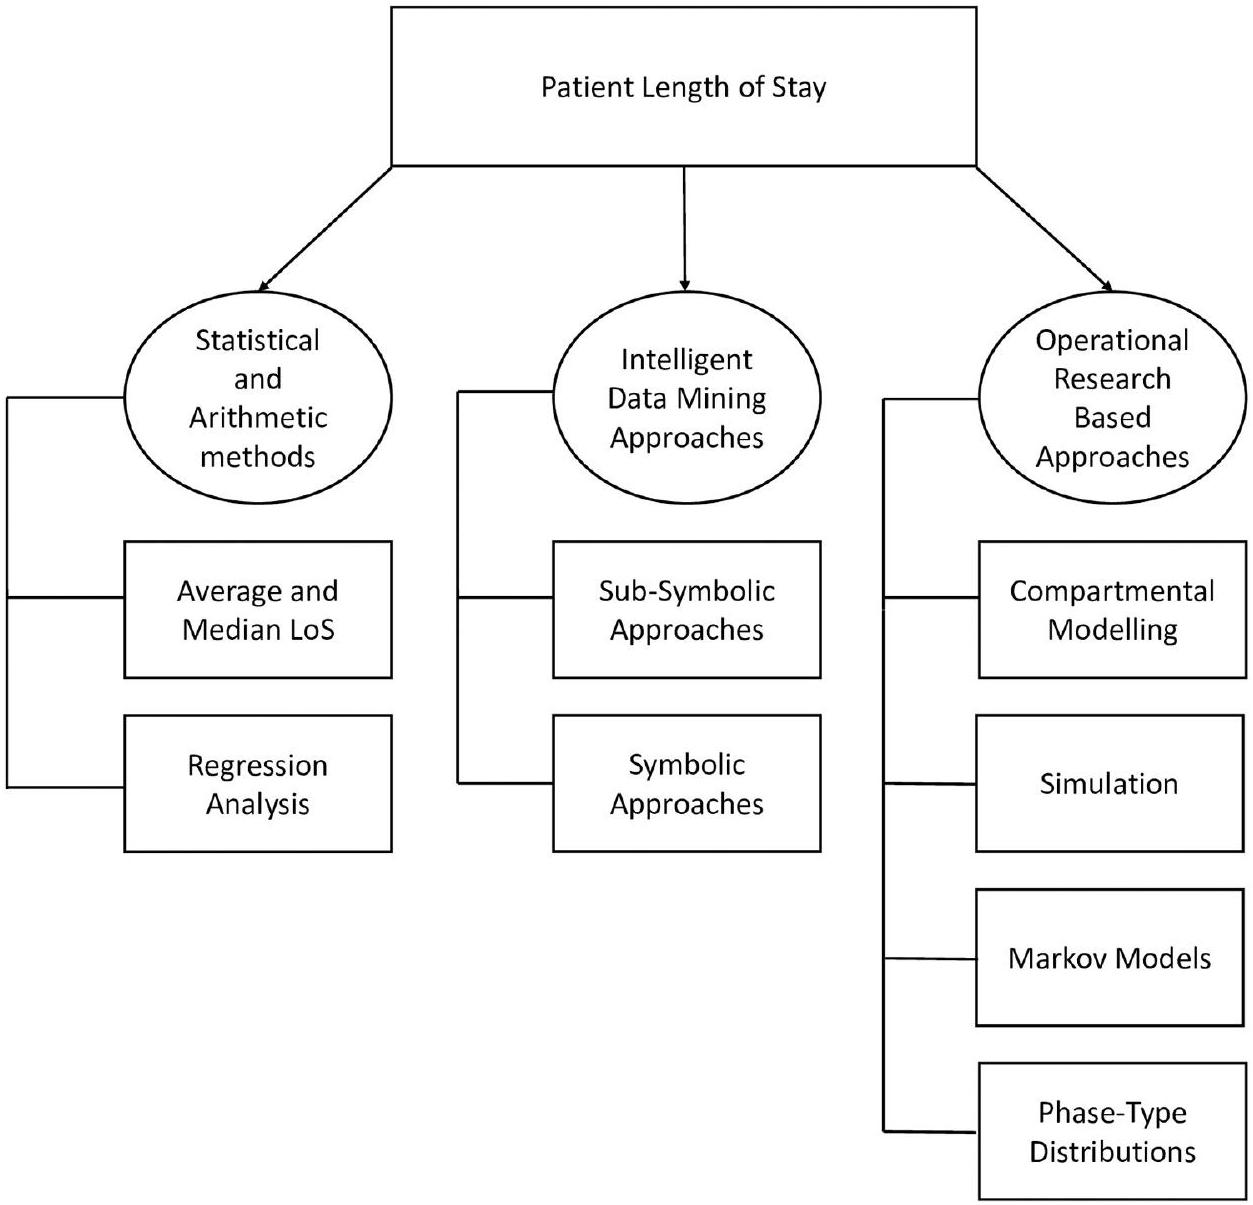 Patient Length of Stay
Statistical
and
Arithmetic
methods
Intelligent
Data Mining
Approaches
Operational
Research
Based
Approaches
Average and
Median LoS
Sub-Symbolic
Approaches
Compartmental
Modelling
Regression
Analysis
Symbolic
Approaches
Simulation
Markov Models
Phase-Type
Distributions